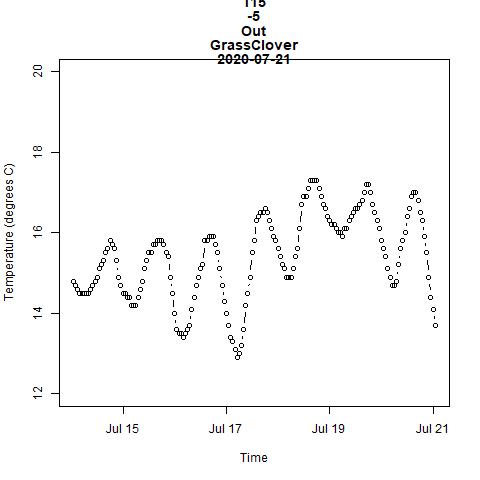 T15
-5
Out
GrassClover
2020-07-21
Temperature (degrees C)
20
18
16
14
12
Jul 15
Jul 17
Jul 19
Jul 21
Time